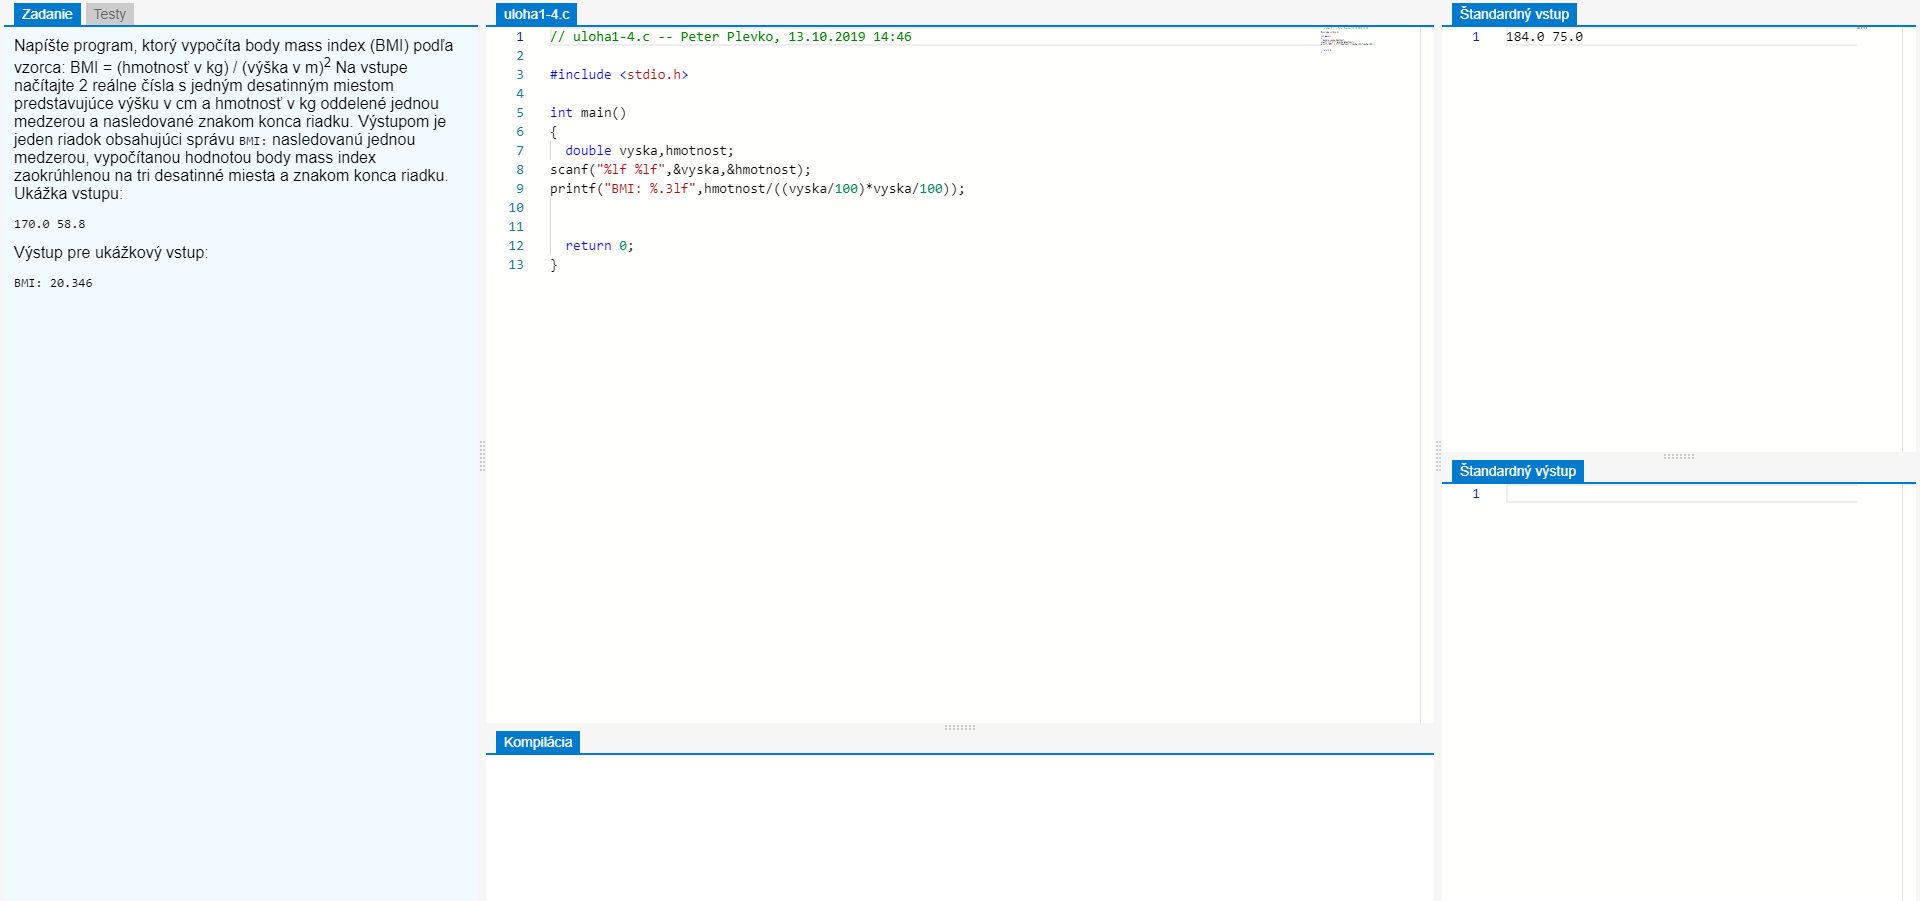 Zadanie Testy
Napíšte program, ktorý vypočíta body mass index (BMI) podľa
vzorca: BMI = (hmotnosť v kg) / (výška v m)2 Na vstupe
načítajte 2 reálne čísla s jedným desatinným miestom
predstavujúce výšku v cm a hmotnosť v kg oddelené jednou
medzerou a nasledované znakom konca riadku. Výstupom je
jeden riadok obsahujúci správu BMI: nasledovanú jednou
medzerou, vypočítanou hodnotou body mass index
zaokrúhlenou na tri desatinné miesta a znakom konca riadku.
Ukážka vstupu:
170.0 58.8
Výstup pre ukážkový vstup:
BMI: 20.346
uloha1-4.c
1 // uloha1-4.c -- Peter Plevko, 13.10.2019 14:46
2
3 #include <stdio.h>
4
5 int main()
6 {
7 double vyska,hmotnost;
8 scanf("%lf %lf",&vyska,&hmotnost);
9 printf("BMI: %.3lf",hmotnost/((vyska/100)*vyska/100));
10
11
12 return 0;
13 }
Kompilácia
Štandardný vstup
1 184.0 75.0
Štandardný výstup
1